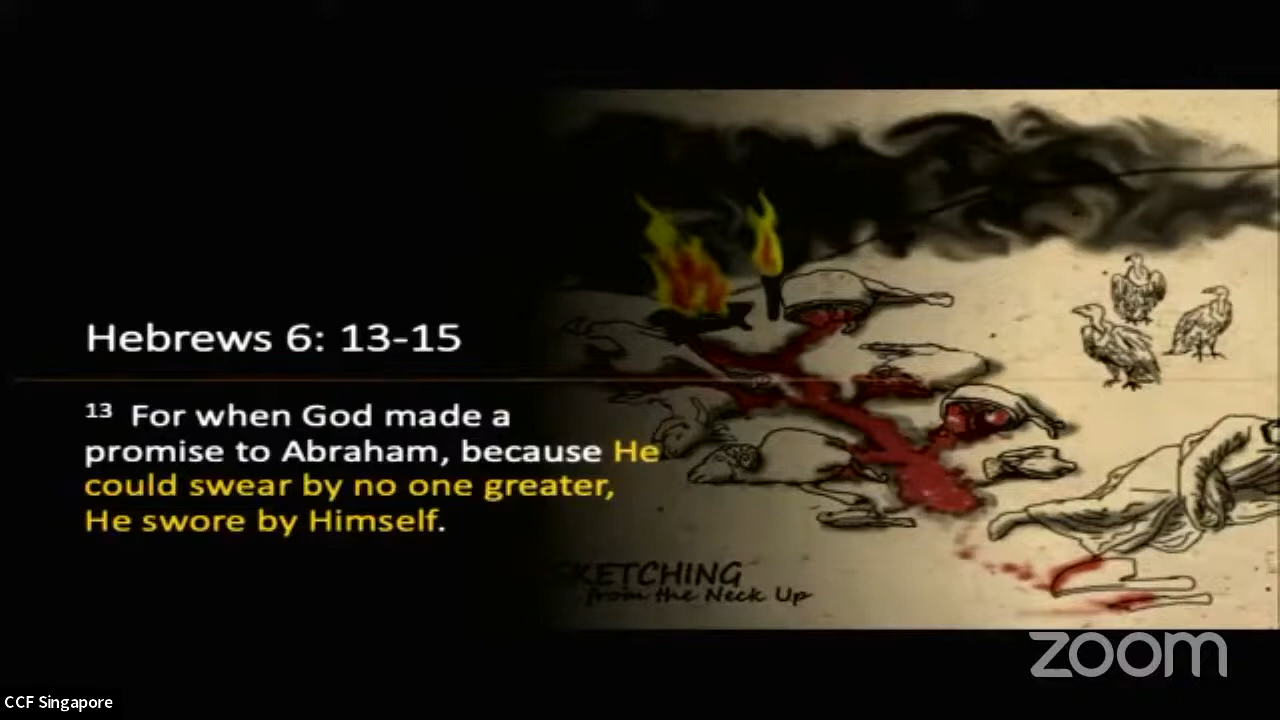 Hebrews 6: 13-15
13 For when God made a
promise to Abraham, because He
could swear by no one greater,
He swore by Himself.
SKETCHING
from the Neck Up
zoom
CCF Singapore